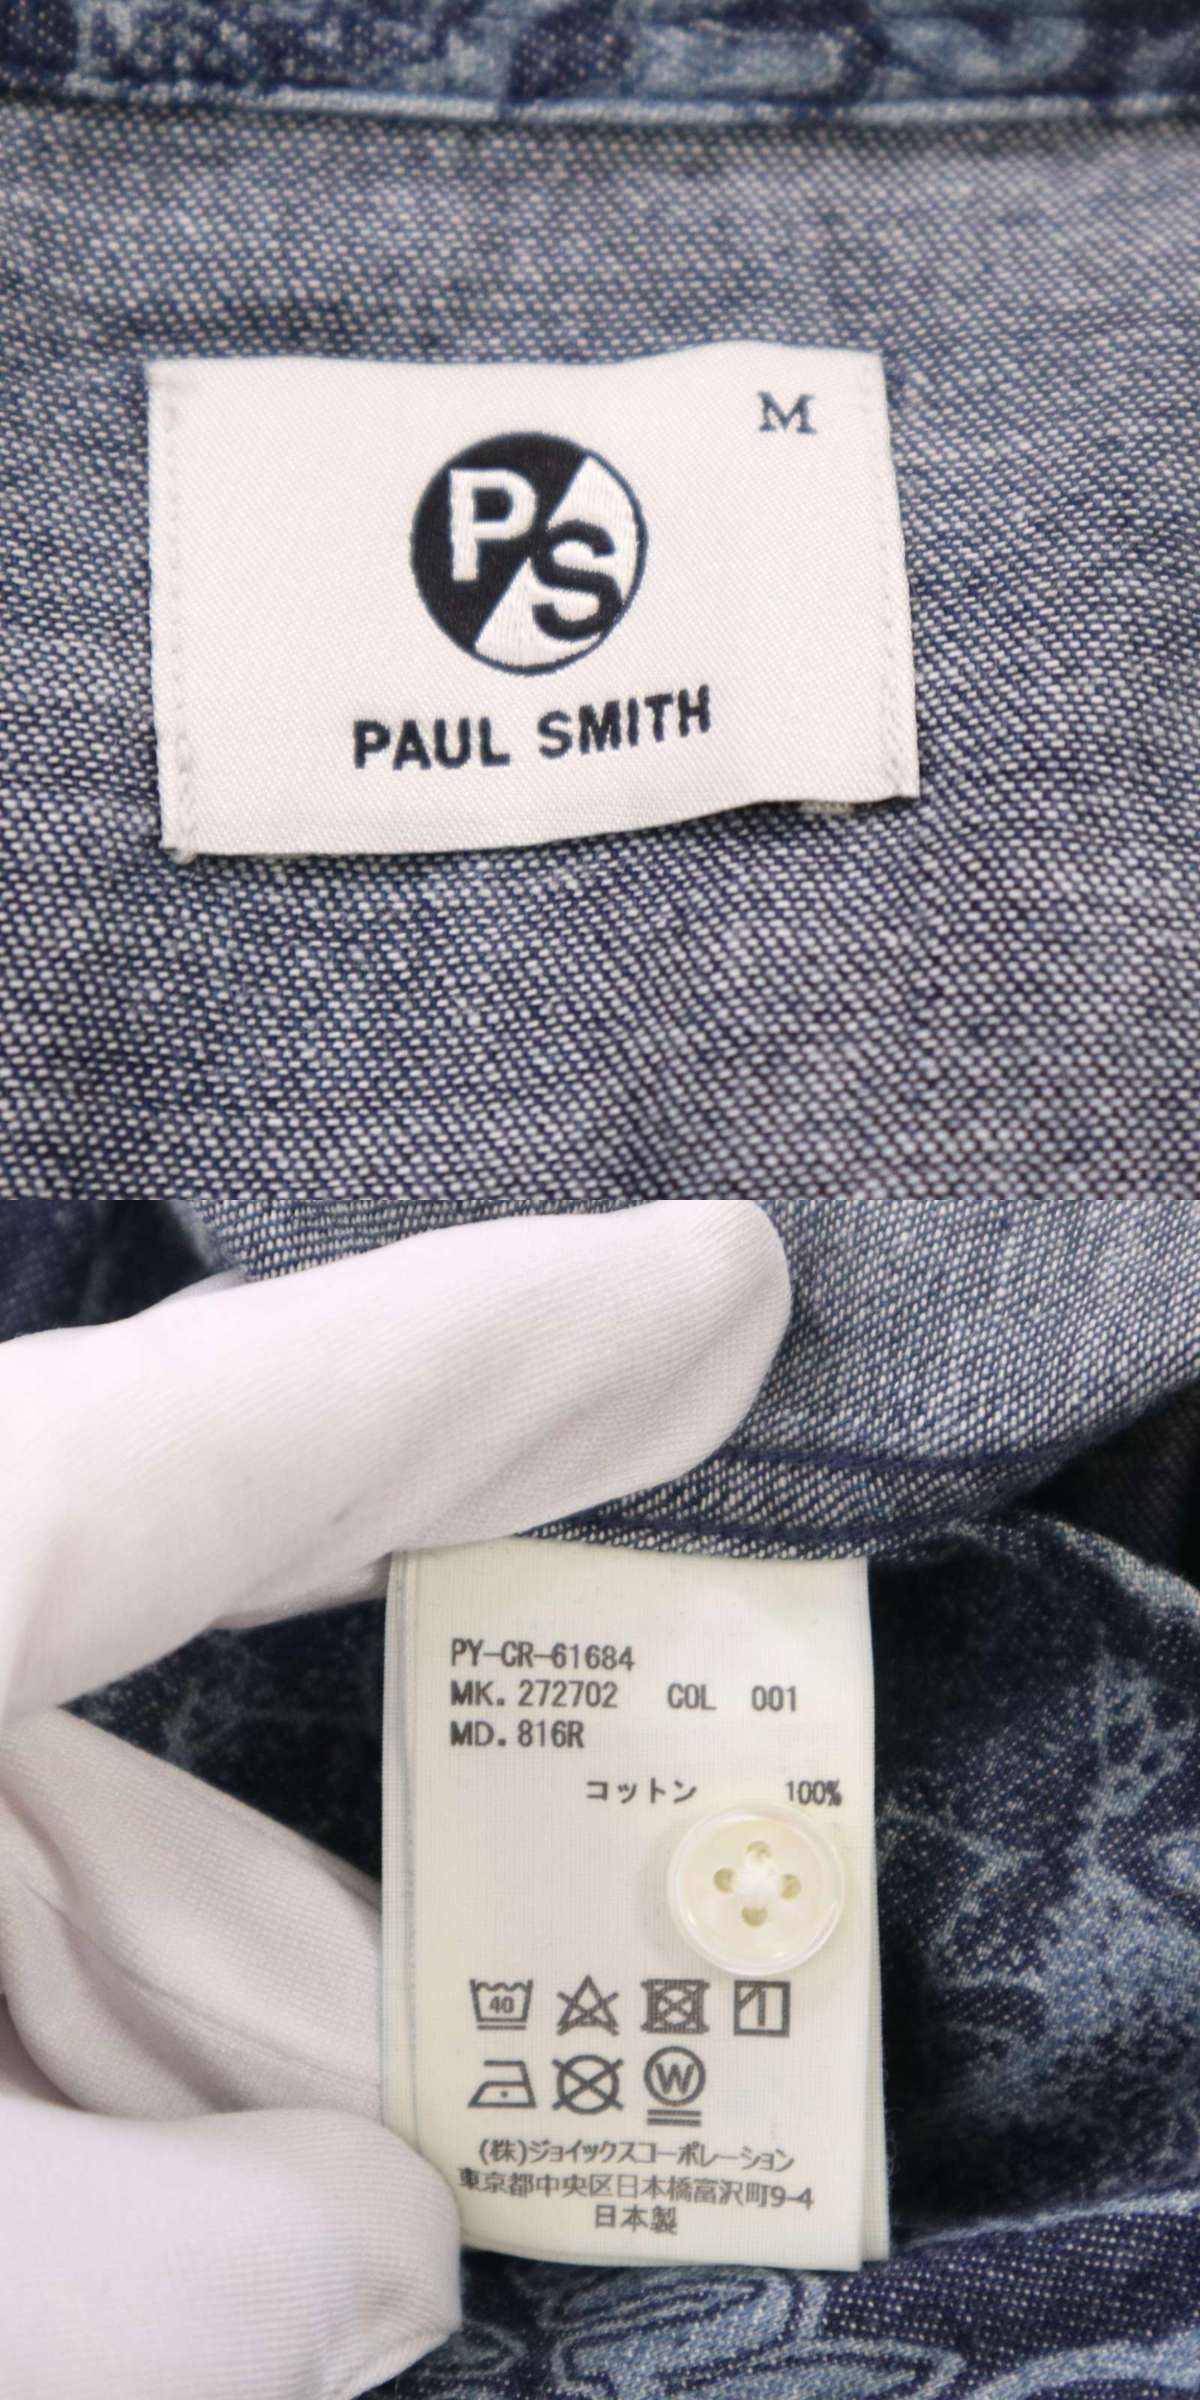 M
PS
PAUL SMITH
PY-CR-61684
MK. 272702 COL 001
MD. 816R
コットン 100%
40
W
(株)ジョイックスコーポレーション
東京都中央区日本橋富沢町9-4
日本製